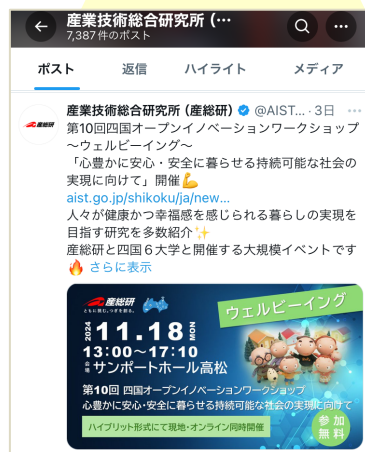 産業技術総合研究所 (…
7,387 件のポスト
ポスト 返信 ハイライト メディア
産業技術総合研究所 (産総研) @AIST... · 3日 …
第10回四国オープンイノベーションワークショップ
～ウェルビーイング～
「心豊かに安心・安全に暮らせる持続可能な社会の
実現に向けて」開催💪
aist.go.jp/shikoku/ja/new…
人々が健康かつ幸福感を感じられる暮らしの実現を
目指す研究を多数紹介✨
産総研と四国６大学と開催する大規模イベントです
🔥 さらに表示
産総研
ともに挑む。つぎを創る。
ウェルビーイング
2024 11.18 MON
13:00～17:10
会場 サンポートホール高松
第10回 四国オープンイノベーションワークショップ
心豊かに安心・安全に暮らせる持続可能な社会の実現に向けて
ハイブリット形式にて現地・オンライン同時開催
参加
無料